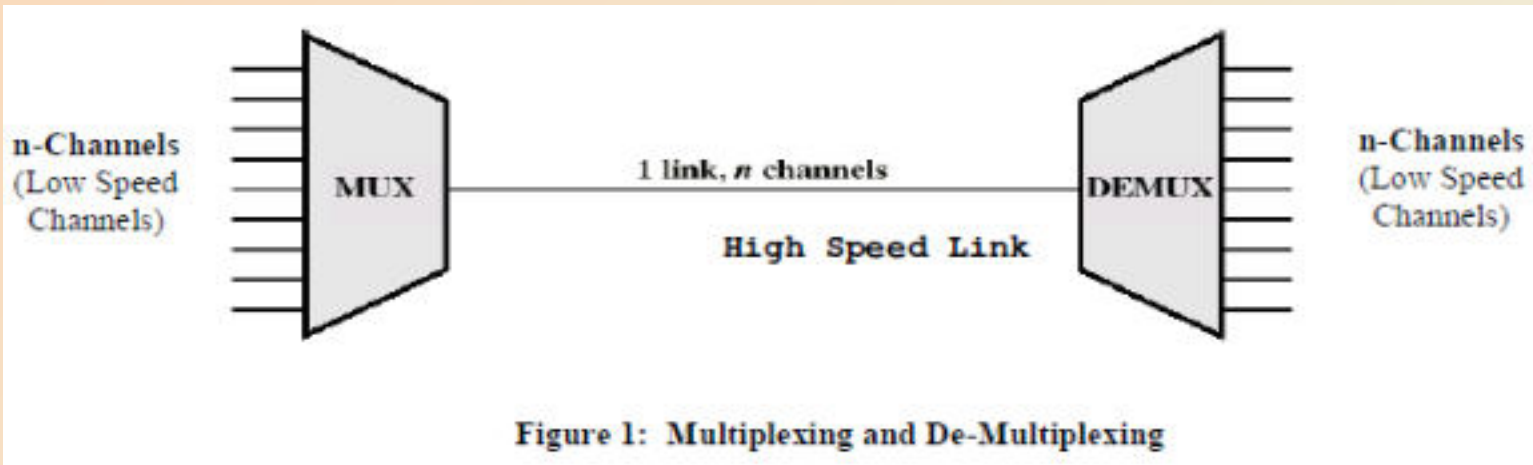 n-Channels
(Low Speed
Channels)
MUX
1 link, n channels
High Speed Link
DEMUX
n-Channels
(Low Speed
Channels)
Figure 1: Multiplexing and De-Multiplexing